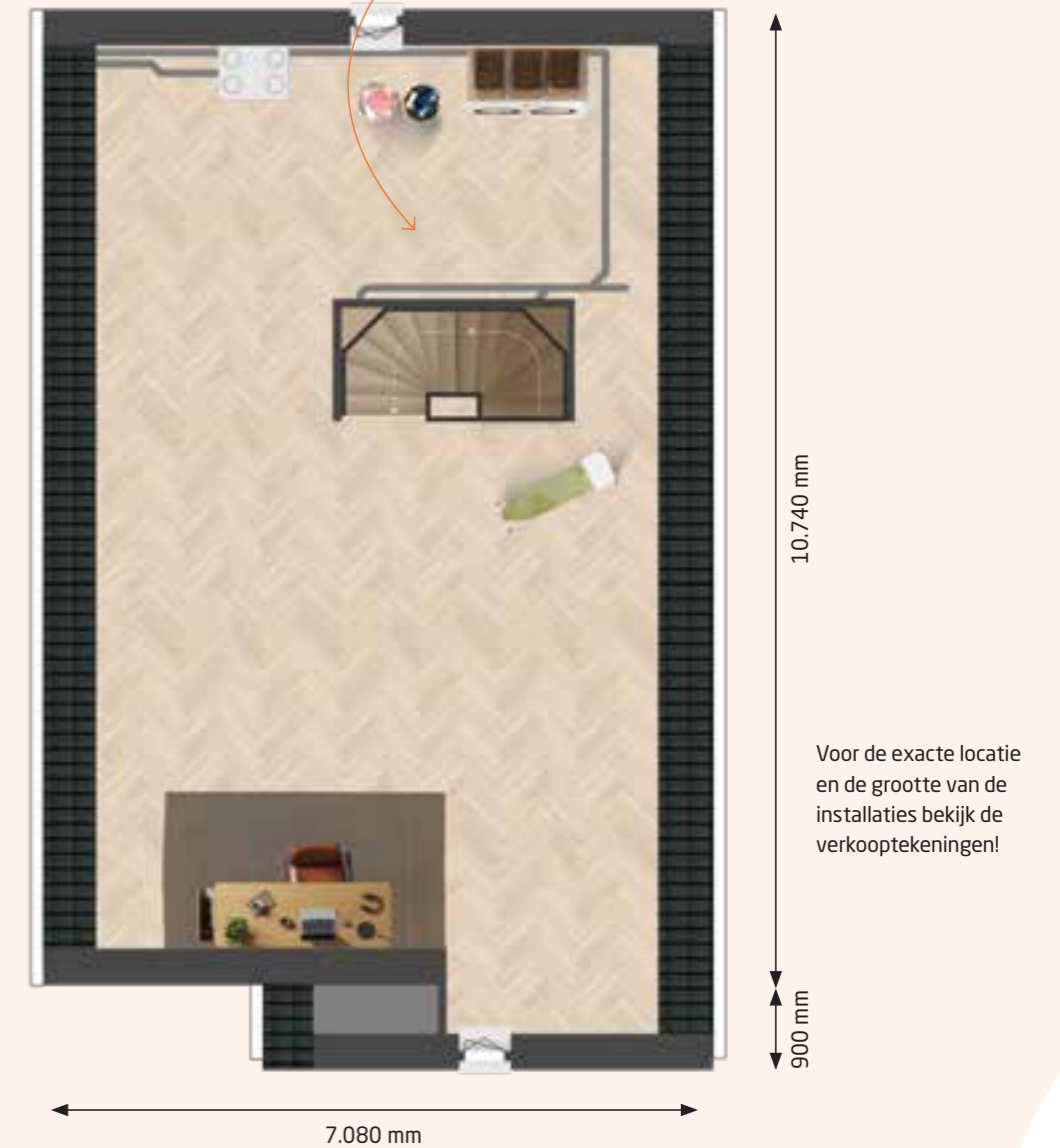 10.740 mm
Voor de exacte locatie
en de grootte van de
installaties bekijk de
verkooptekeningen!
900 mm
7.080 mm